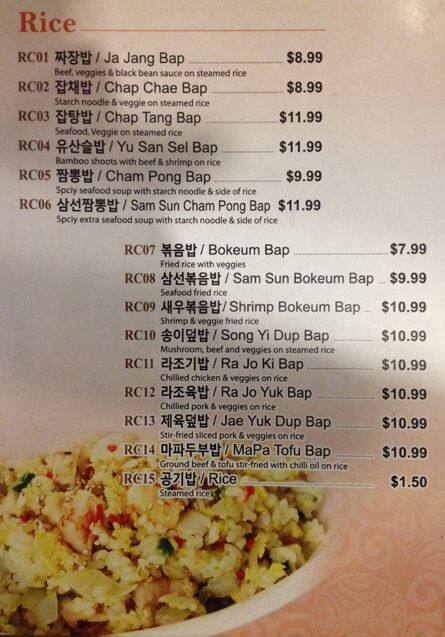 Rice
RC01 짜장밥 / Ja Jang Bap $8.99
Beef, veggies & black bean sauce on steamed rice
RC02 잡채밥 / Chap Chae Bap $8.99
Starch noodle & veggie on steamed rice
RC03 잡탕밥 / Chap Tang Bap $11.99
Seafood, Veggie on steamed rice
RC04 유산슬밥 / Yu San Sel Bap $11.99
Bamboo shoots with beef & shrimp on rice
RC05 짬뽕밥 / Cham Pong Bap $9.99
Spciy seafood soup with starch noodle & side of rice
RC06 삼선짬뽕밥 / Sam Sun Cham Pong Bap $11.99
Spciy extra seafood soup with starch noodle & side of rice
RC07 볶음밥 / Bokeum Bap $7.99
Fried rice with veggies
RC08 삼선볶음밥 / Sam Sun Bokeum Bap $9.99
Seafood fried rice
RC09 새우볶음밥/ Shrimp Bokeum Bap $10.99
Shrimp & veggie fried rice
RC10 송이덮밥 / Song Yi Dup Bap $10.99
Mushroom, beef and veggies on steamed rice
RC11 라조기밥 / Ra Jo Ki Bap $10.99
Chillied chicken & veggies on rice
RC12 라조육밥 / Ra Jo Yuk Bap $10.99
Chillied pork & veggies on rice
RC13 제육덮밥 / Jae Yuk Dup Bap $10.99
Stir-fried sliced pork & veggies on rice
RC14 마파두부밥 / MaPa Tofu Bap $10.99
Ground beef & tofu stir-fried with chilli oil on rice
RC15 공기밥 / Rice $1.50
Steamed rice